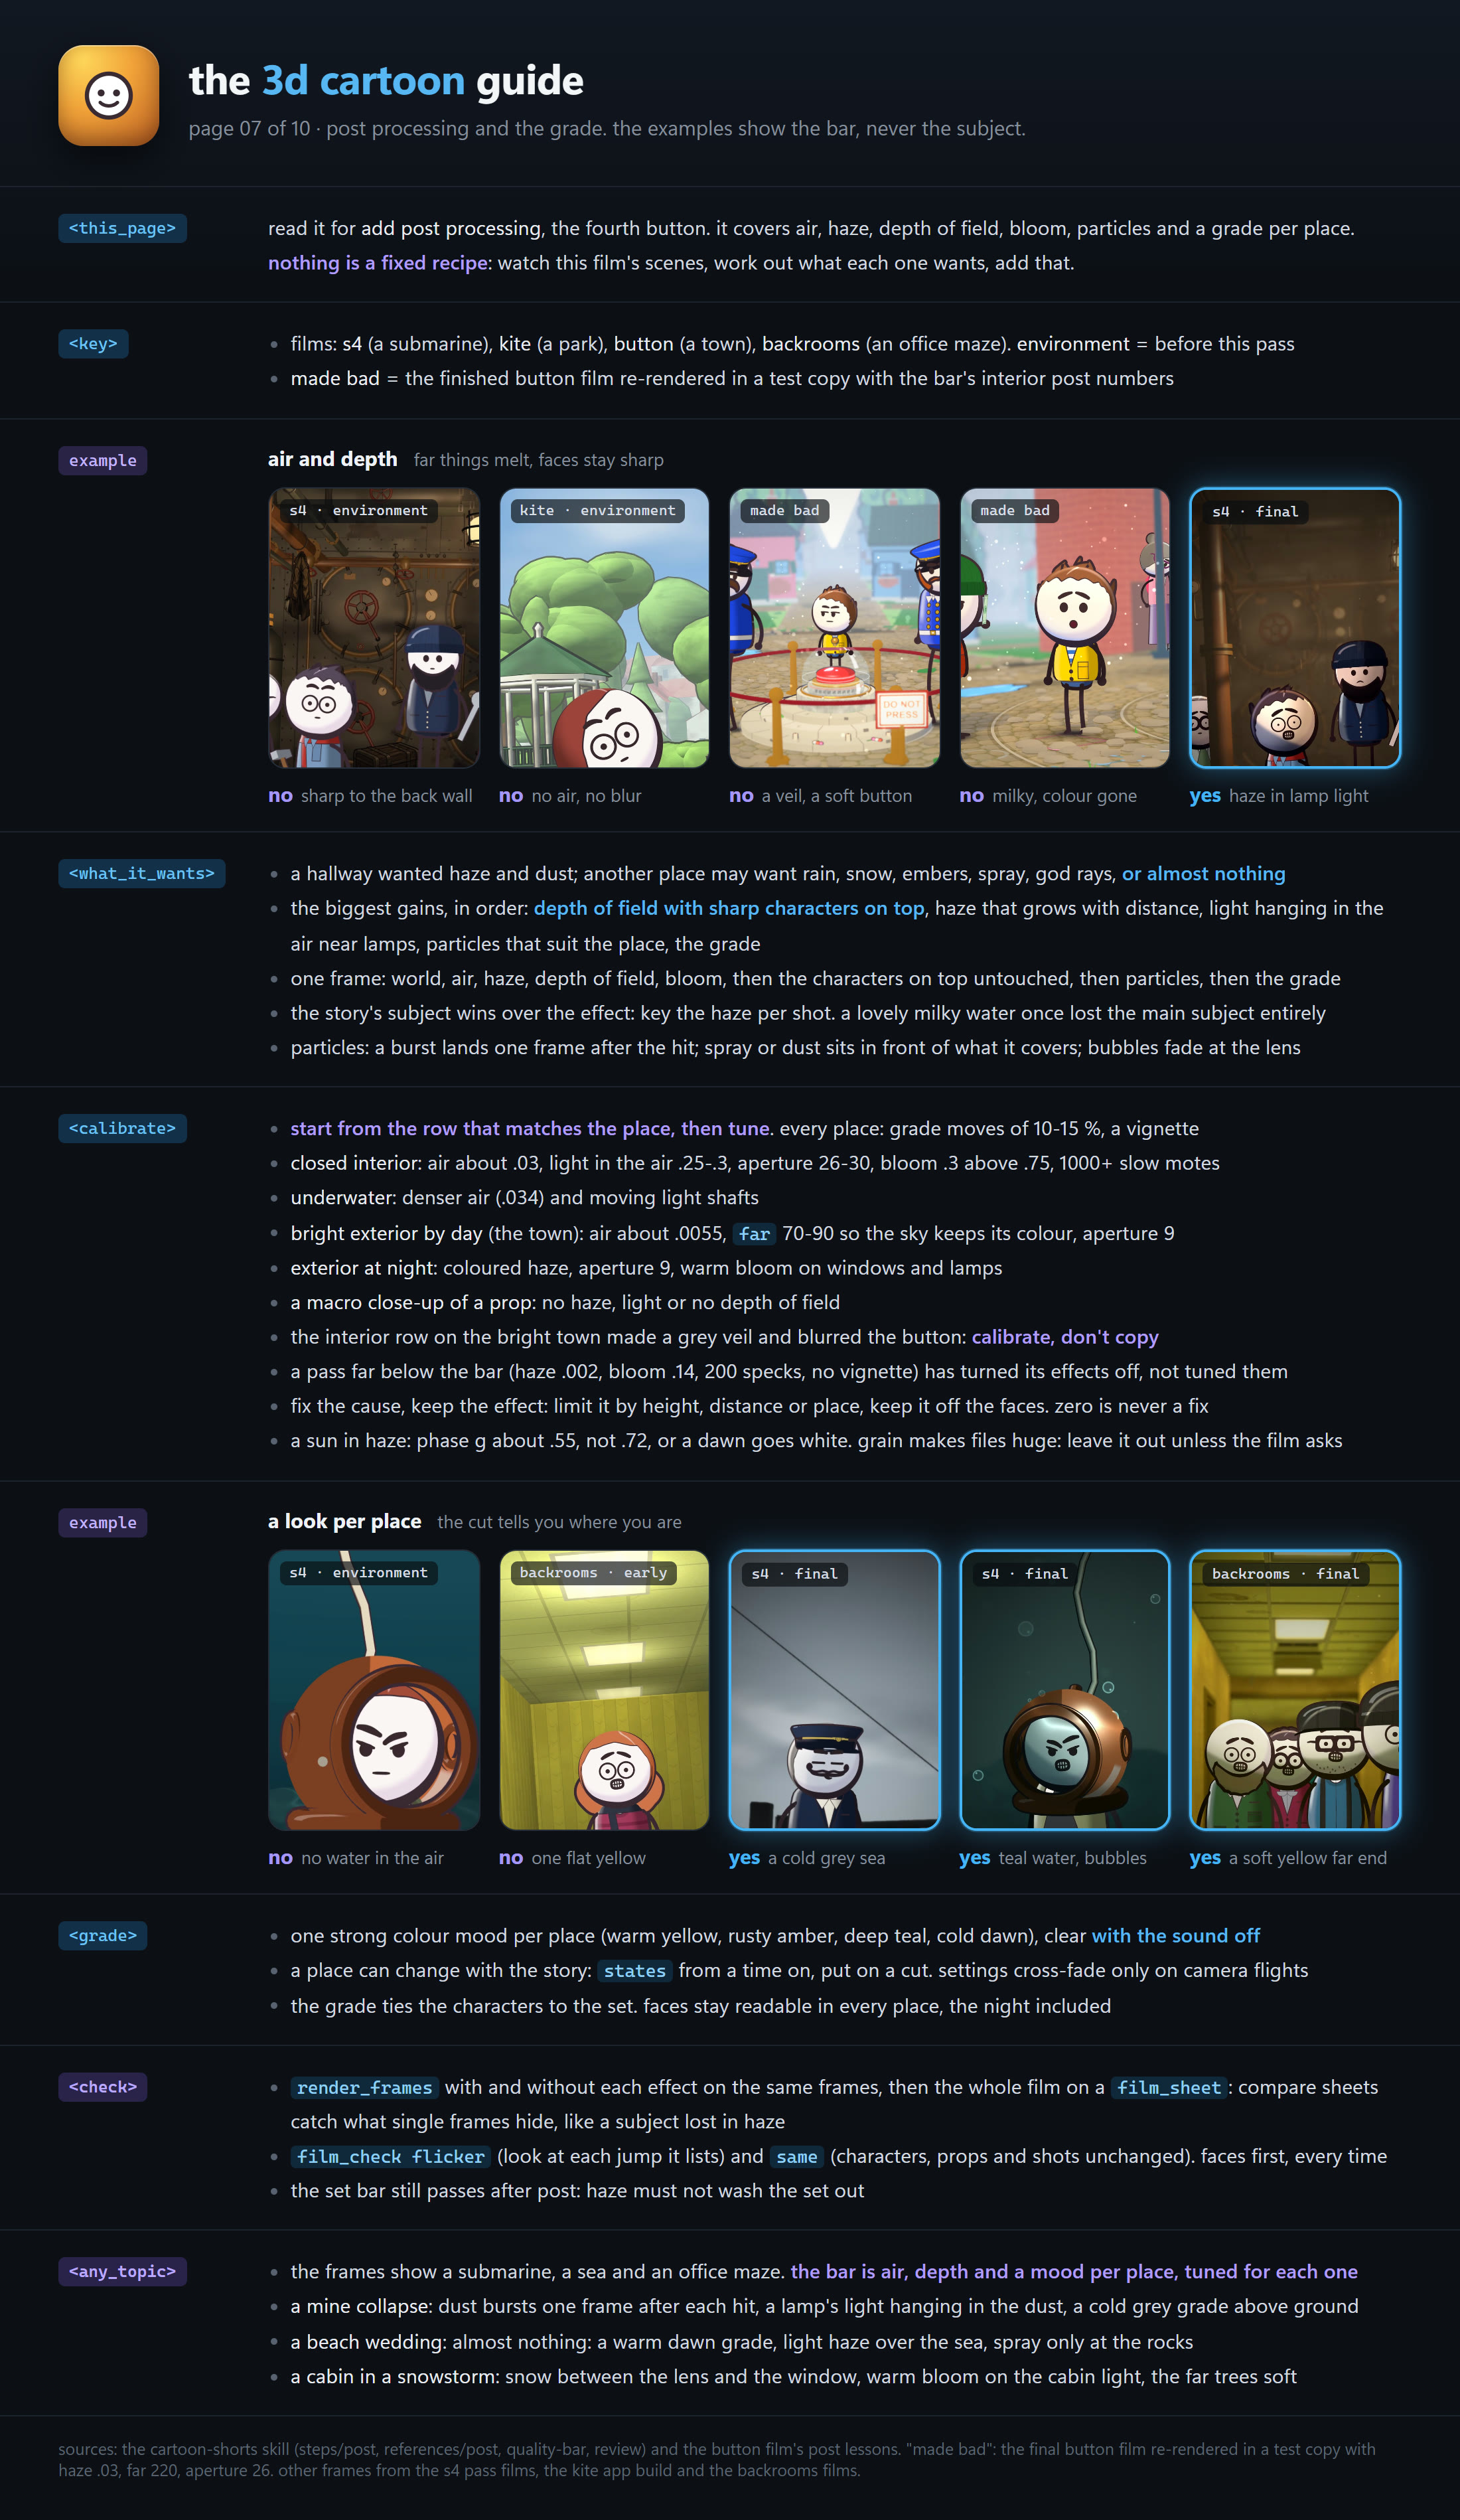 the 3d cartoon guide
page 07 of 10 · post processing and the grade. the examples show the bar, never the subject.
<this_page>
read it for add post processing, the fourth button. it covers air, haze, depth of field, bloom, particles and a grade per place.
nothing is a fixed recipe: watch this film's scenes, work out what each one wants, add that.
<key>
• films: s4 (a submarine), kite (a park), button (a town), backrooms (an office maze). environment = before this pass
• made bad = the finished button film re-rendered in a test copy with the bar's interior post numbers
example
air and depth far things melt, faces stay sharp
s4 · environment
kite · environment
made bad
made bad
s4 · final
DO NOT
PRESS
no sharp to the back wall
no no air, no blur
no a veil, a soft button
no milky, colour gone
yes haze in lamp light
<what_it_wants>
• a hallway wanted haze and dust; another place may want rain, snow, embers, spray, god rays, or almost nothing
• the biggest gains, in order: depth of field with sharp characters on top, haze that grows with distance, light hanging in the
air near lamps, particles that suit the place, the grade
• one frame: world, air, haze, depth of field, bloom, then the characters on top untouched, then particles, then the grade
• the story's subject wins over the effect: key the haze per shot. a lovely milky water once lost the main subject entirely
• particles: a burst lands one frame after the hit; spray or dust sits in front of what it covers; bubbles fade at the lens
<calibrate>
• start from the row that matches the place, then tune. every place: grade moves of 10-15 %, a vignette
• closed interior: air about .03, light in the air .25-.3, aperture 26-30, bloom .3 above .75, 1000+ slow motes
• underwater: denser air (.034) and moving light shafts
• bright exterior by day (the town): air about .0055, far 70-90 so the sky keeps its colour, aperture 9
• exterior at night: coloured haze, aperture 9, warm bloom on windows and lamps
• a macro close-up of a prop: no haze, light or no depth of field
• the interior row on the bright town made a grey veil and blurred the button: calibrate, don't copy
• a pass far below the bar (haze .002, bloom .14, 200 specks, no vignette) has turned its effects off, not tuned them
• fix the cause, keep the effect: limit it by height, distance or place, keep it off the faces. zero is never a fix
• a sun in haze: phase g about .55, not .72, or a dawn goes white. grain makes files huge: leave it out unless the film asks
example
a look per place the cut tells you where you are
s4 · environment
backrooms · early
s4 · final
s4 · final
backrooms · final
no no water in the air
no one flat yellow
yes a cold grey sea
yes teal water, bubbles
yes a soft yellow far end
<grade>
• one strong colour mood per place (warm yellow, rusty amber, deep teal, cold dawn), clear with the sound off
• a place can change with the story: states from a time on, put on a cut. settings cross-fade only on camera flights
• the grade ties the characters to the set. faces stay readable in every place, the night included
<check>
• render_frames with and without each effect on the same frames, then the whole film on a film_sheet: compare sheets
catch what single frames hide, like a subject lost in haze
• film_check flicker (look at each jump it lists) and same (characters, props and shots unchanged). faces first, every time
• the set bar still passes after post: haze must not wash the set out
<any_topic>
• the frames show a submarine, a sea and an office maze. the bar is air, depth and a mood per place, tuned for each one
• a mine collapse: dust bursts one frame after each hit, a lamp's light hanging in the dust, a cold grey grade above ground
• a beach wedding: almost nothing: a warm dawn grade, light haze over the sea, spray only at the rocks
• a cabin in a snowstorm: snow between the lens and the window, warm bloom on the cabin light, the far trees soft
sources: the cartoon-shorts skill (steps/post, references/post, quality-bar, review) and the button film's post lessons. "made bad": the final button film re-rendered in a test copy with
haze .03, far 220, aperture 26. other frames from the s4 pass films, the kite app build and the backrooms films.